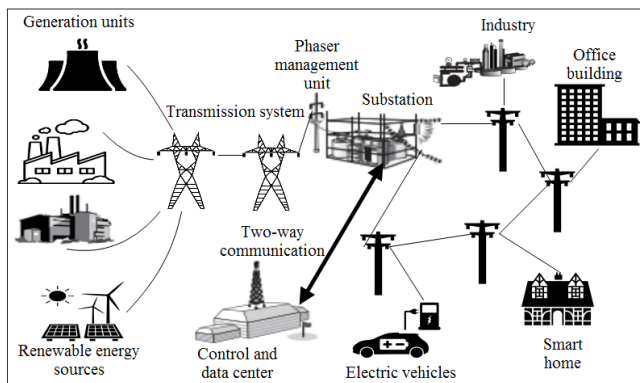 Generation units
Phaser
management
unit
Industry
Office
building
Transmission system
Substation
Two-way
communication
Renewable energy
sources
Control and
data center
Electric vehicles
Smart
home